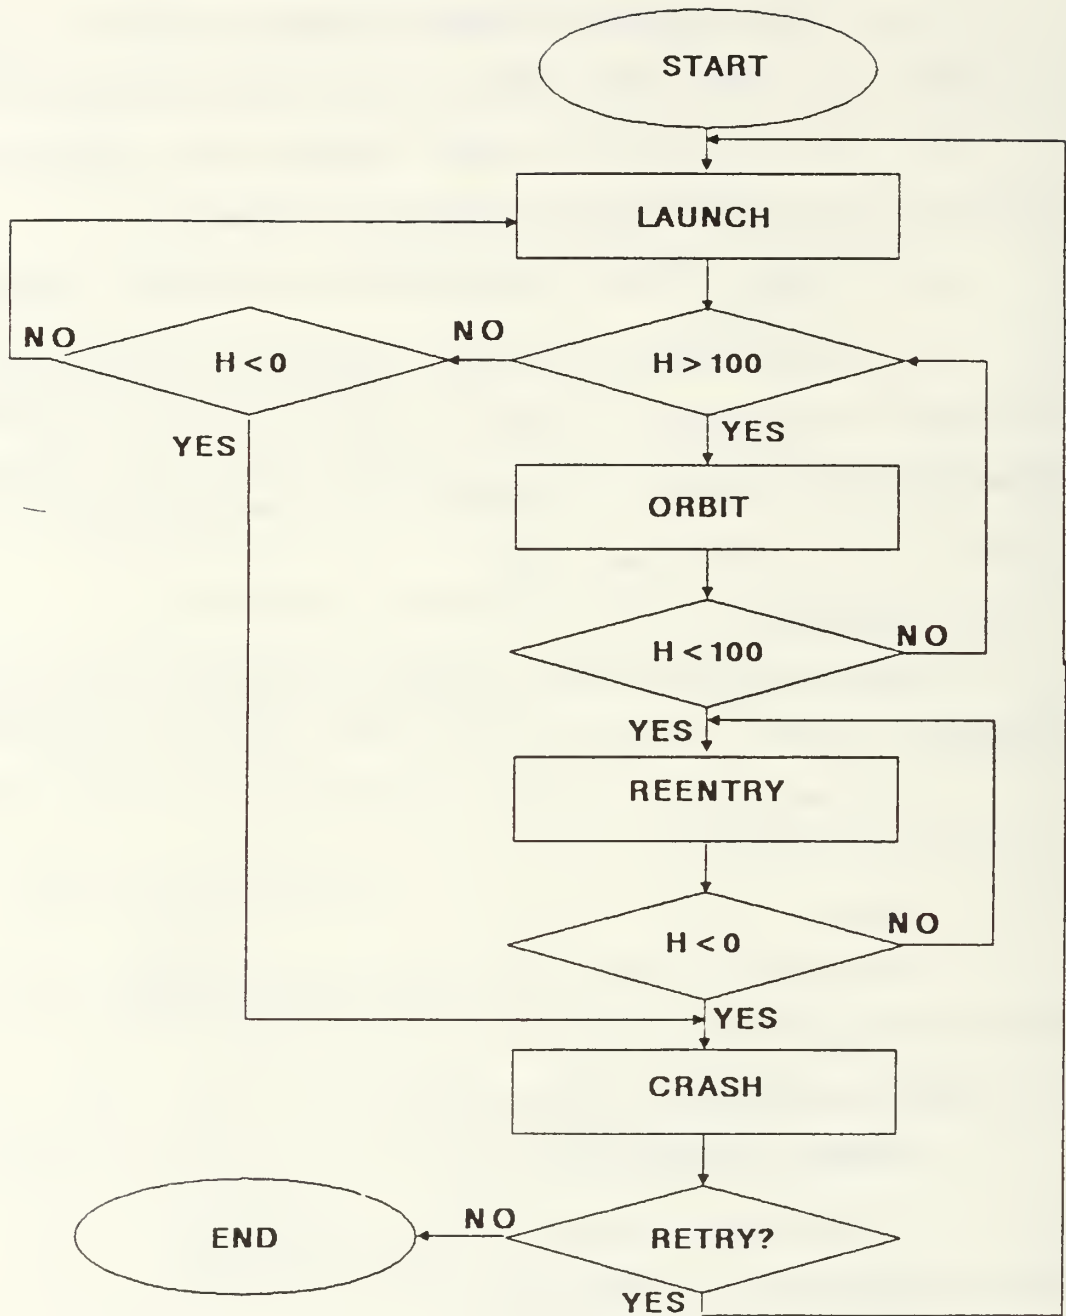 START
LAUNCH
NO
H < 0
NO
H > 100
YES
YES
ORBIT
H < 100
NO
YES
REENTRY
H < 0
NO
YES
CRASH
END
NO
RETRY?
YES